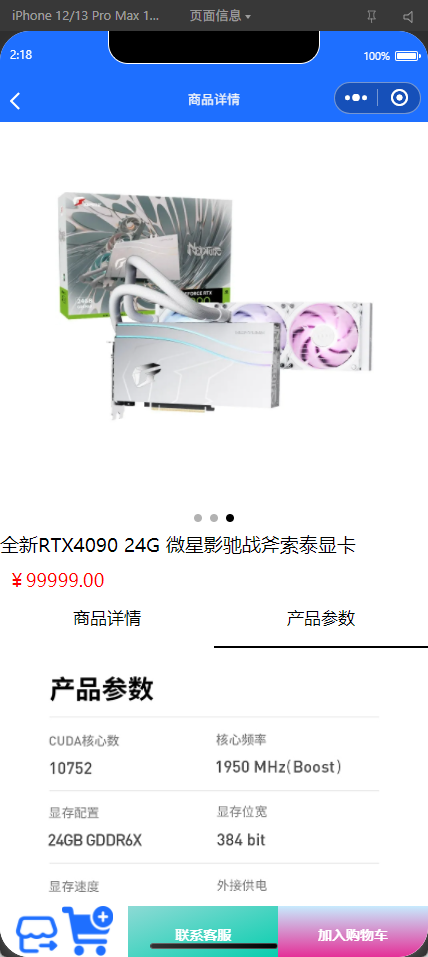 iPhone 12/13 Pro Max 1...
页面信息
2:18
100%
商品详情
全新RTX4090 24G 微星影驰战斧索泰显卡
￥99999.00
商品详情
产品参数
产品参数
CUDA核心数
核心频率
10752
1950 MHz(Boost)
显存配置
显存位宽
24GB GDDR6X
384 bit
显存速度
外接供电
联系客服
加入购物车